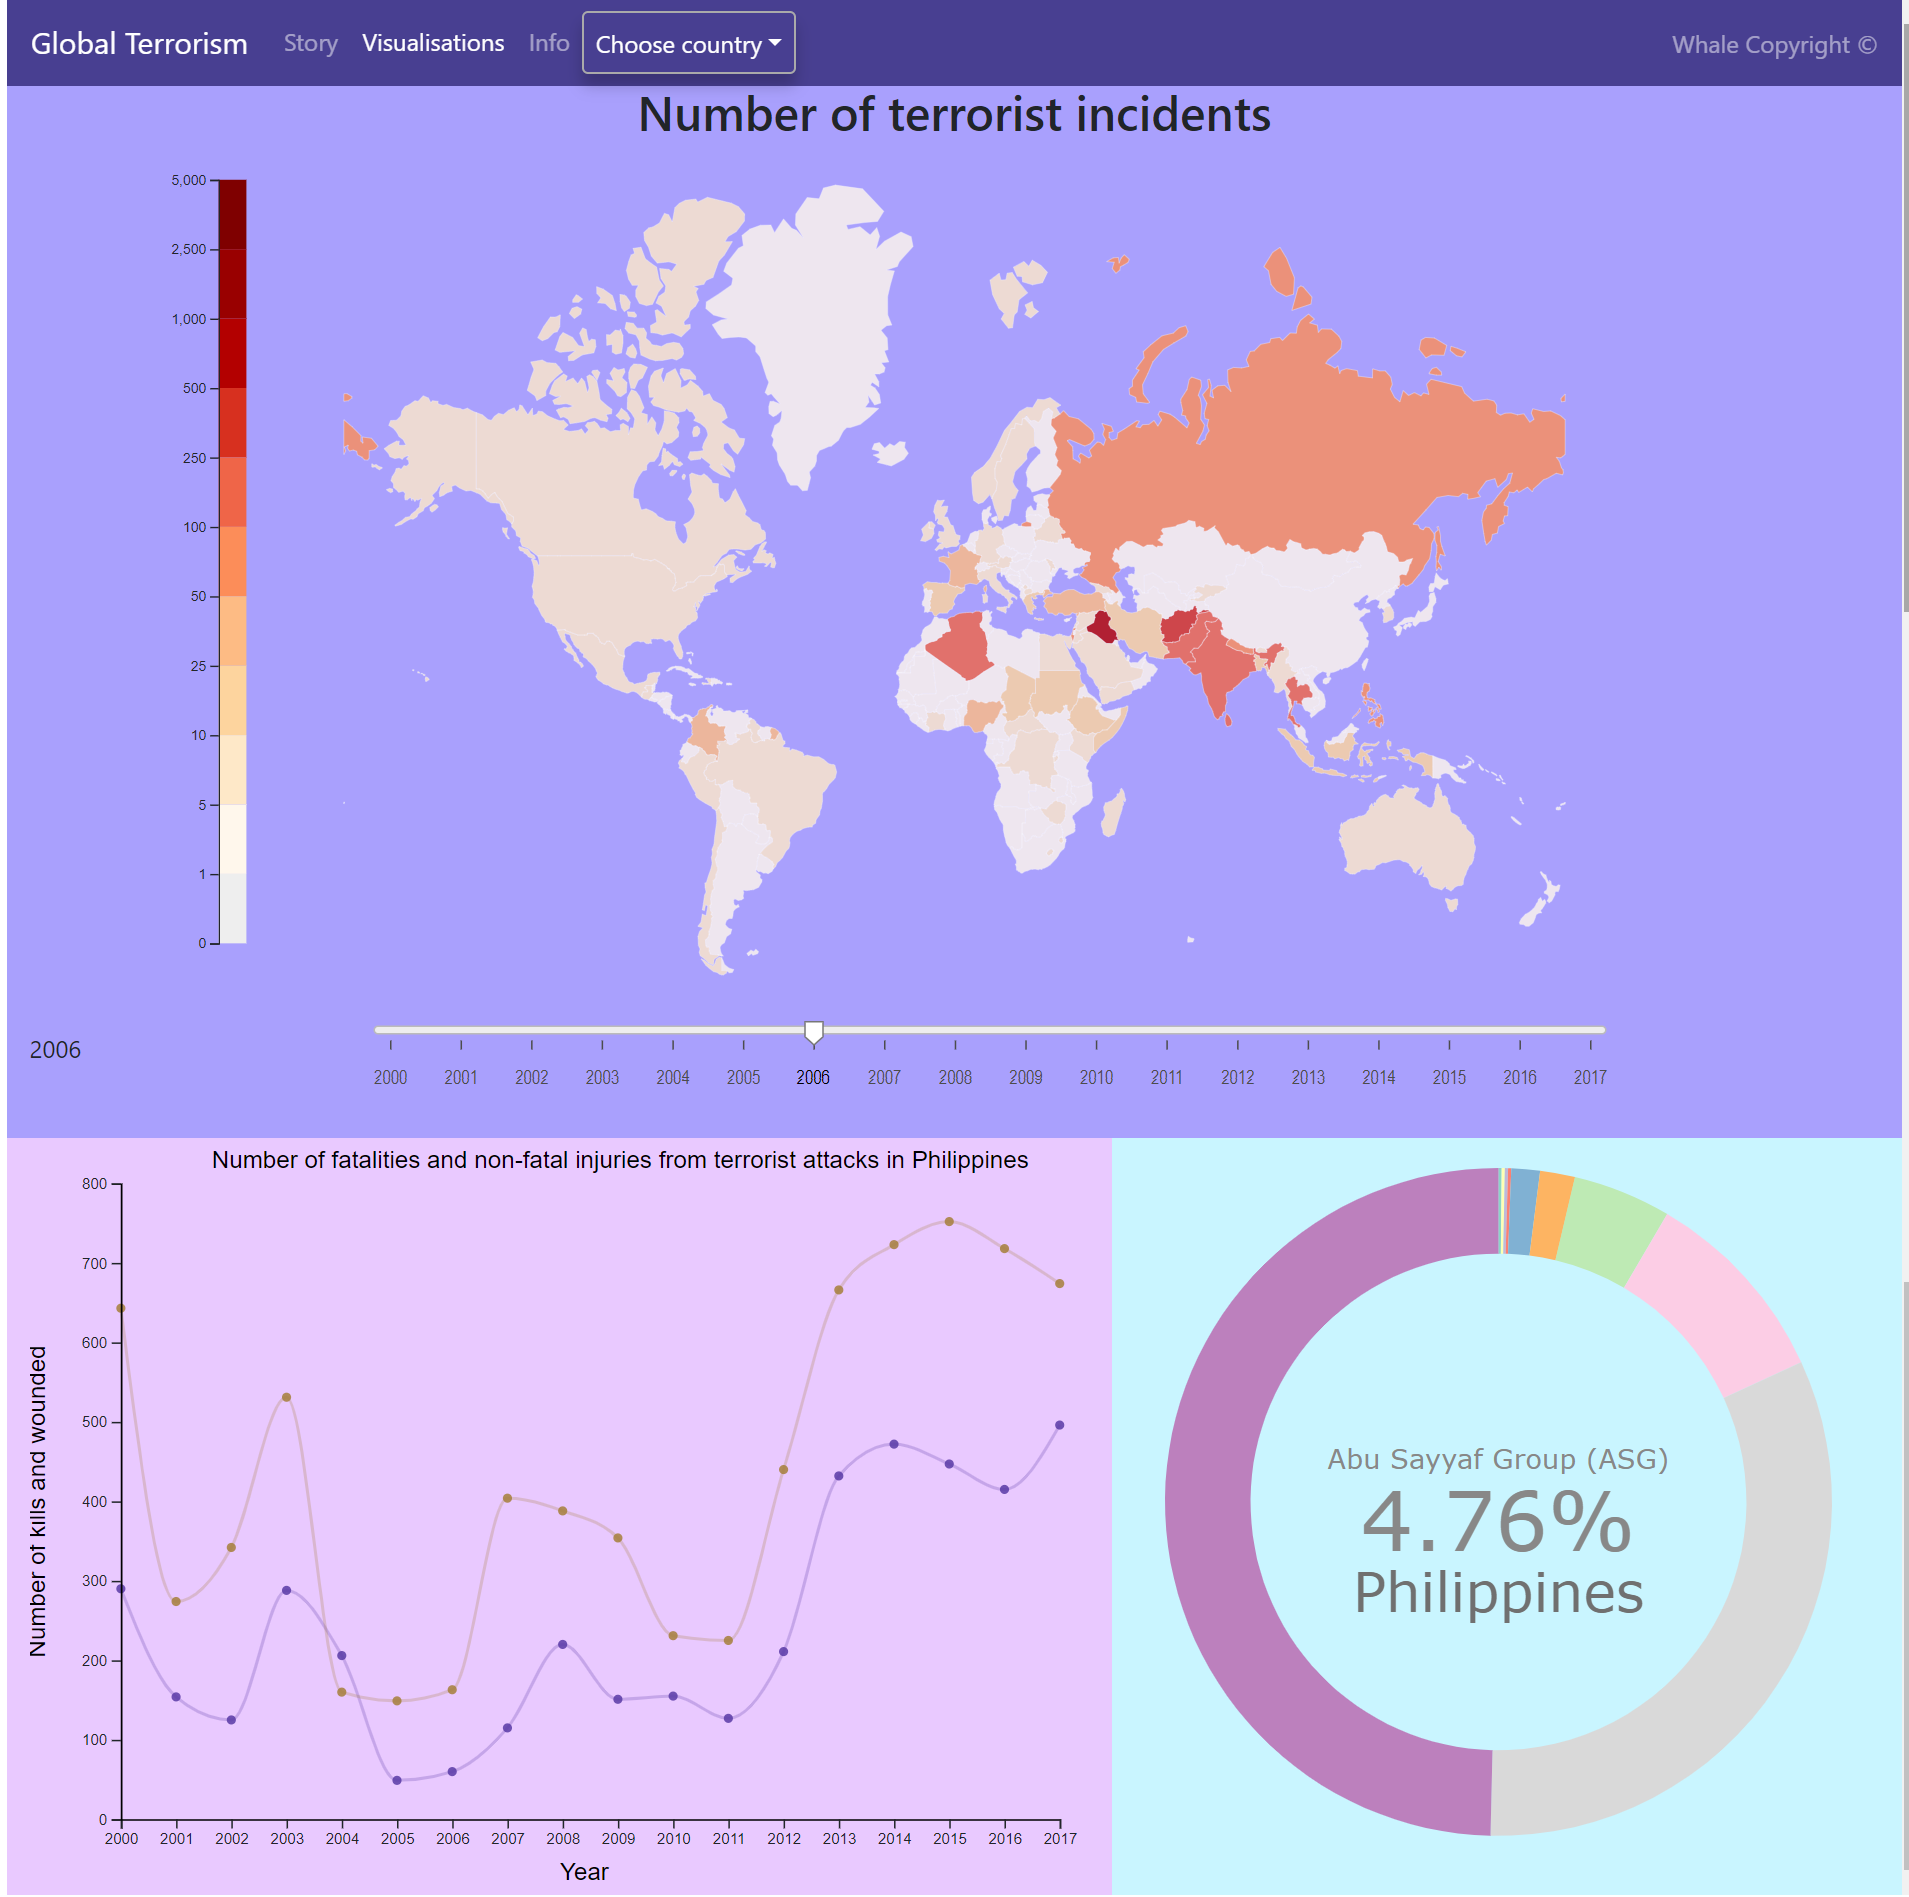 Global Terrorism Story Visualisations Info Choose country Whale Copyright ©
Number of terrorist incidents
5,000
2,500
1,000
500
250
100
50
25
10
5
1
0
2006
2000 2001 2002 2003 2004 2005 2006 2007 2008 2009 2010 2011 2012 2013 2014 2015 2016 2017
Number of fatalities and non-fatal injuries from terrorist attacks in Philippines
Number of kills and wounded
800
700
600
500
400
300
200
100
0
2000 2001 2002 2003 2004 2005 2006 2007 2008 2009 2010 2011 2012 2013 2014 2015 2016 2017
Year
Abu Sayyaf Group (ASG)
4.76%
Philippines